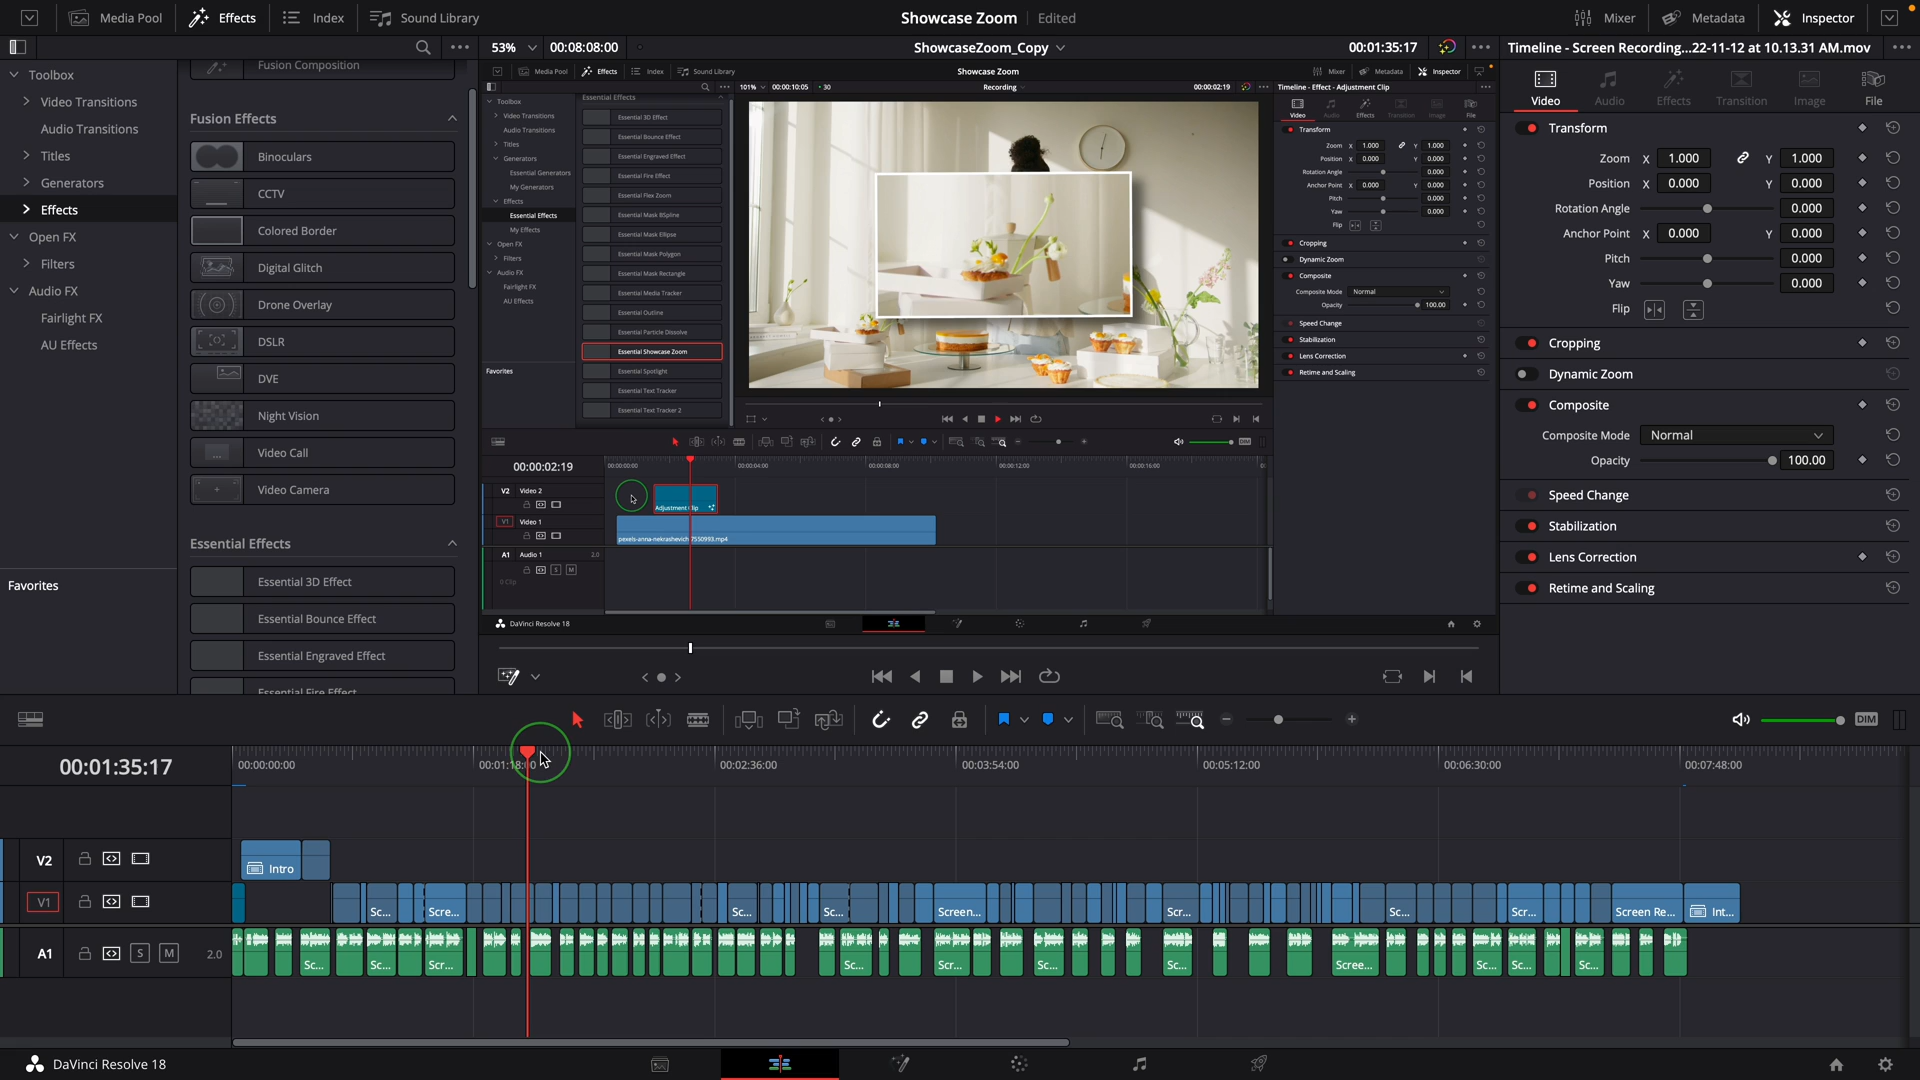 Media Pool Effects Index Sound Library Showcase Zoom Edited Mixer Metadata Inspector
53% 00:08:08:00 ShowcaseZoom_Copy 00:01:35:17 Timeline - Screen Recording...22-11-12 at 10.13.31 AM.mov
Toolbox
Video Transitions
Audio Transitions
Titles
Generators
Effects
Open FX
Filters
Audio FX
Fairlight FX
AU Effects
Favorites
Fusion Composition
Fusion Effects
Binoculars
CCTV
Colored Border
Digital Glitch
Drone Overlay
DSLR
DVE
Night Vision
Video Call
Video Camera
Essential Effects
Essential 3D Effect
Essential Bounce Effect
Essential Engraved Effect
Essential Fire Effect
Media Pool Effects Index Sound Library Showcase Zoom Mixer Metadata Inspector
101% 00:00:10:05 30 Recording 00:00:02:19 Timeline - Effect - Adjustment Clip
Toolbox
Video Transitions
Audio Transitions
Titles
Generators
Essential Generators
My Generators
Effects
Essential Effects
My Effects
Open FX
Filters
Audio FX
Fairlight FX
AU Effects
Favorites
Essential Effects
Essential 3D Effect
Essential Bounce Effect
Essential Engraved Effect
Essential Fire Effect
Essential Flex Zoom
Essential Mask BSpline
Essential Mask Ellipse
Essential Mask Polygon
Essential Mask Rectangle
Essential Media Tracker
Essential Outline
Essential Particle Dissolve
Essential Showcase Zoom
Essential Spotlight
Essential Text Tracker
Essential Text Tracker 2
Video Audio Effects Transition Image File
Transform
Zoom X 1.000 Y 1.000
Position X 0.000 Y 0.000
Rotation Angle 0.000
Anchor Point X 0.000 Y 0.000
Pitch 0.000
Yaw 0.000
Flip
Cropping
Dynamic Zoom
Composite
Composite Mode Normal
Opacity 100.00
Speed Change
Stabilization
Lens Correction
Retime and Scaling
DIM
00:00:02:19 00:00:00:00 00:00:04:00 00:00:08:00 00:00:12:00 00:00:16:00
V2 Video 2
Adjustment Clip
V1 Video 1
pexels-anna-nekrashevich-7550993.mp4
A1 Audio 1 2.0
S M
0 Clip
DaVinci Resolve 18
Video Audio Effects Transition Image File
Transform
Zoom X 1.000 Y 1.000
Position X 0.000 Y 0.000
Rotation Angle 0.000
Anchor Point X 0.000 Y 0.000
Pitch 0.000
Yaw 0.000
Flip
Cropping
Dynamic Zoom
Composite
Composite Mode Normal
Opacity 100.00
Speed Change
Stabilization
Lens Correction
Retime and Scaling
DIM
00:01:35:17 00:00:00:00 00:01:18:00 00:02:36:00 00:03:54:00 00:05:12:00 00:06:30:00 00:07:48:00
V2 Intro
V1 Sc... Scre... Sc... Sc... Screen... Scr... Sc... Scr... Screen Re... Int...
A1 S M 2.0 Sc... Sc... Scr... Sc... Scr... Sc... Sc... Scree... Sc... Sc... Sc...
DaVinci Resolve 18